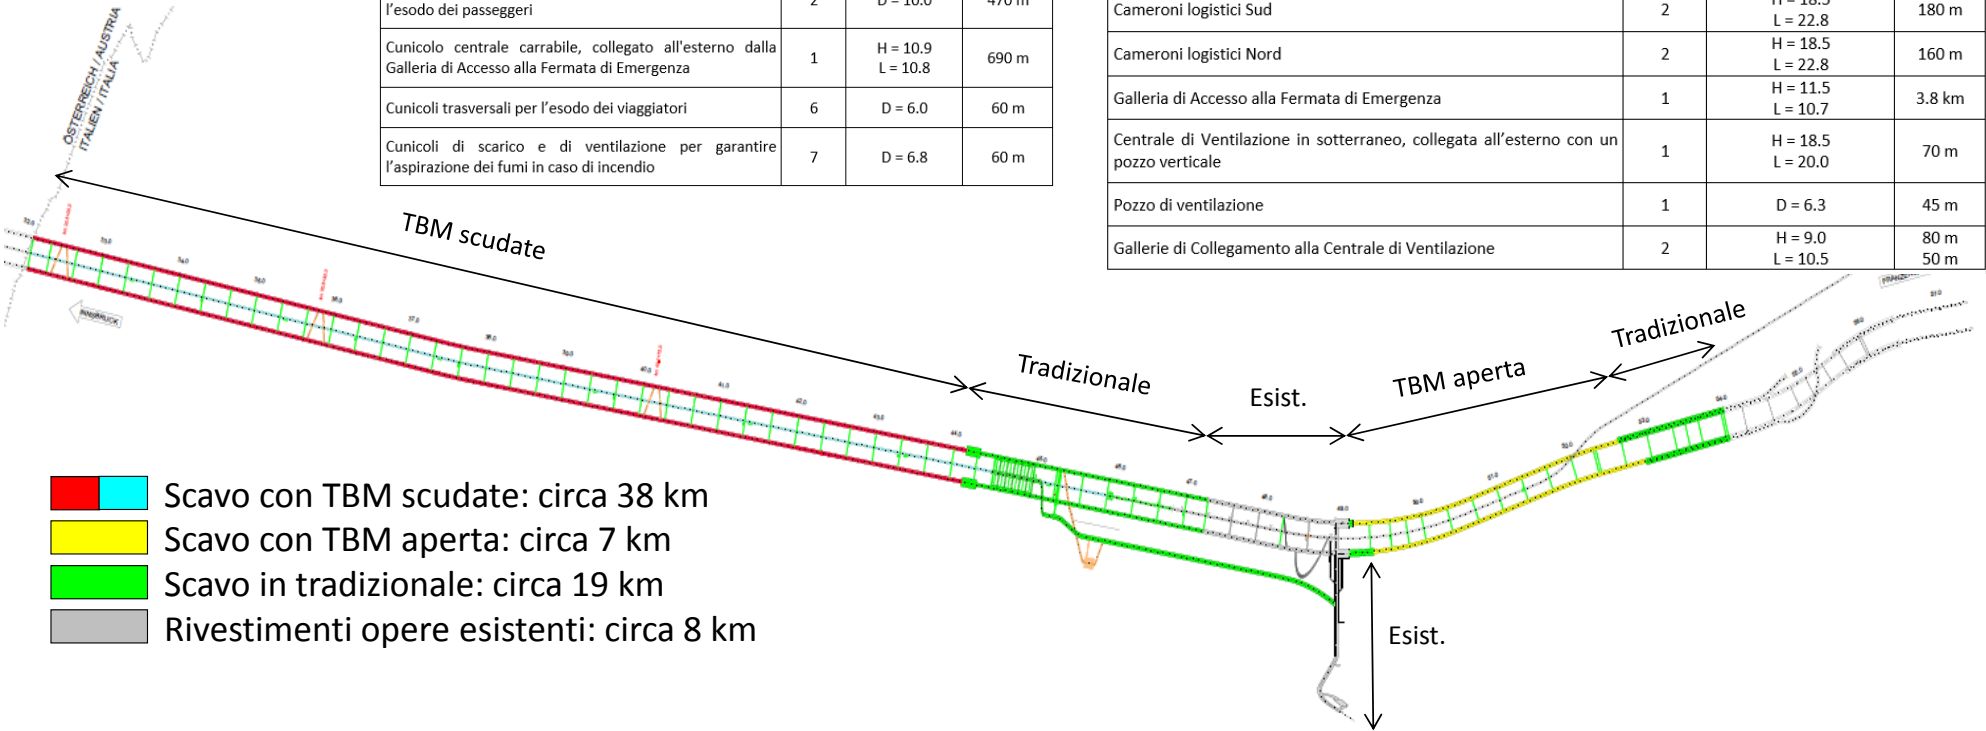 l'esodo dei passeggeri
2
D = 10.0
470 m
Cunicolo centrale carrabile, collegato all'esterno dalla
Galleria di Accesso alla Fermata di Emergenza
1
H = 10.9
L = 10.8
690 m
Cunicoli trasversali per l'esodo dei viaggiatori
6
D = 6.0
60 m
Cunicoli di scarico e di ventilazione per garantire
l'aspirazione dei fumi in caso di incendio
7
D = 6.8
60 m
Cameroni logistici Sud
2
H = 18.5
L = 22.8
180 m
Cameroni logistici Nord
2
H = 18.5
L = 22.8
160 m
Galleria di Accesso alla Fermata di Emergenza
1
H = 11.5
L = 10.7
3.8 km
Centrale di Ventilazione in sotterraneo, collegata all'esterno con un
pozzo verticale
1
H = 18.5
L = 20.0
70 m
Pozzo di ventilazione
1
D = 6.3
45 m
Gallerie di Collegamento alla Centrale di Ventilazione
2
H = 9.0
L = 10.5
80 m
50 m
ÖSTERREICH / AUSTRIA
ITALIEN / ITALIA
INNSBRUCK
TBM scudate
Tradizionale
Esist.
TBM aperta
Tradizionale
Esist.
Scavo con TBM scudate: circa 38 km
Scavo con TBM aperta: circa 7 km
Scavo in tradizionale: circa 19 km
Rivestimenti opere esistenti: circa 8 km